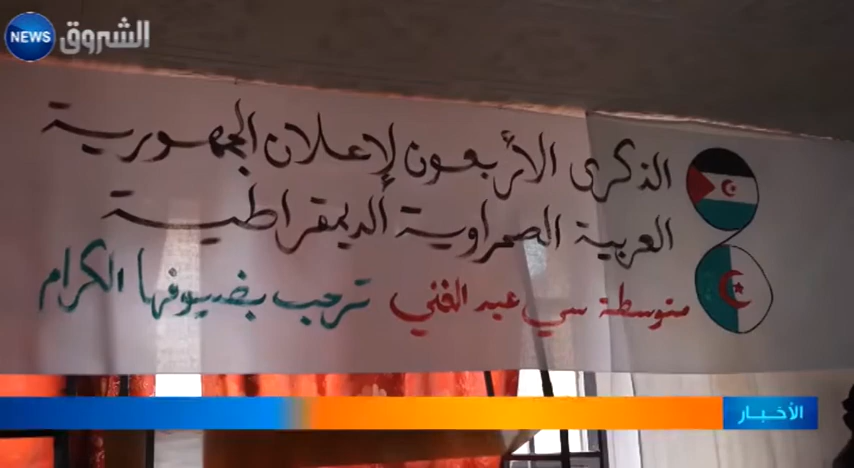 NEWS الشروق
الذكرى الأربعون لإعلان الجمهورية
العربية الصحراوية الديمقراطية
متوسطة سي عبد الغني ترحب بضيوفها الكرام
الأخبار